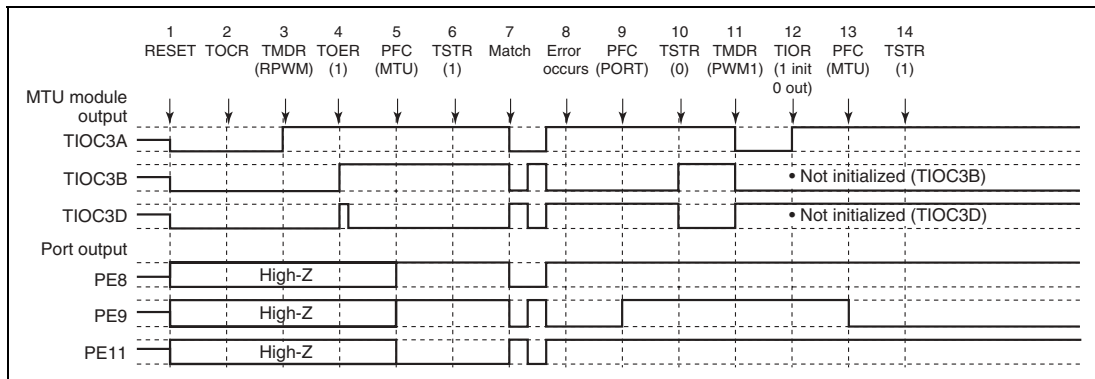 1 2 3 4 5 6 7 8 9 10 11 12 13 14
RESET TOCR TMDR TOER PFC TSTR Match Error PFC TSTR TMDR TIOR PFC TSTR
(RPWM) (1) (MTU) (1) occurs (PORT) (0) (PWM1) (1 init (MTU) (1)
0 out)
MTU module
output
TIOC3A
TIOC3B • Not initialized (TIOC3B)
TIOC3D • Not initialized (TIOC3D)
Port output
PE8 High-Z
PE9 High-Z
PE11 High-Z